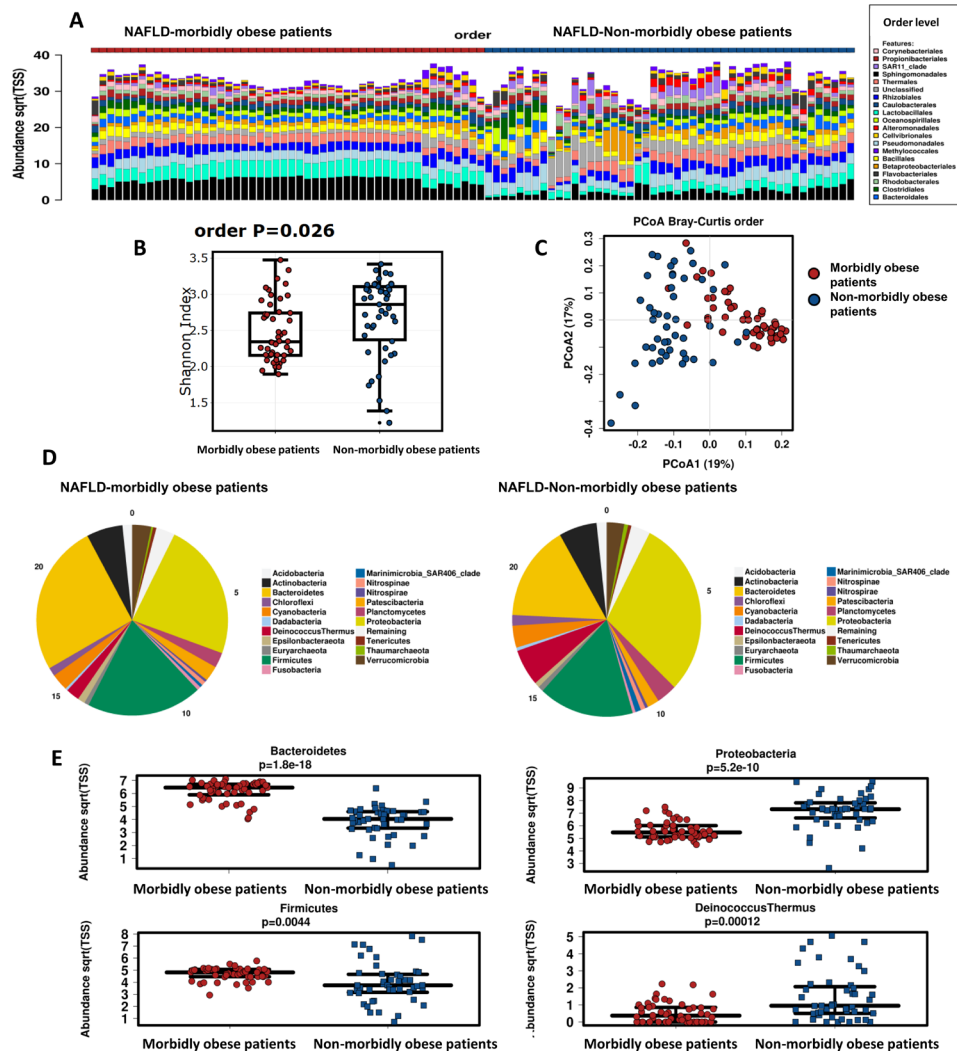 A
NAFLD-morbidly obese patients
order
NAFLD-Non-morbidly obese patients
Abundance sqrt(TSS)
40
30
20
10
0
Order level
Features:
Corynebacteriales
Propionibacteriales
SAR11_clade
Sphingomonadales
Thermales
Unclassified
Rhizobiales
Caulobacterales
Lactobacillales
Oceanospirillales
Alteromonadales
Cellvibrionales
Pseudomonadales
Methylococcales
Bacillales
Betaproteobacteriales
Flavobacteriales
Rhodobacterales
Clostridiales
Bacteroidales
B
order P=0.026
Shannon Index
3.5
3.0
2.5
2.0
1.5
Morbidly obese patients
Non-morbidly obese patients
C
PCoA Bray-Curtis order
PCoA2 (17%)
0.3
0.2
0.0
-0.2
-0.4
-0.2
-0.1
0.0
0.1
0.2
PCoA1 (19%)
Morbidly obese
patients
Non-morbidly obese
patients
D
NAFLD-morbidly obese patients
0
5
10
15
20
Acidobacteria
Actinobacteria
Bacteroidetes
Chloroflexi
Cyanobacteria
Dadabacteria
DeinococcusThermus
Epsilonbacteraeota
Euryarchaeota
Firmicutes
Fusobacteria
Marinimicrobia_SAR406_clade
Nitrospinae
Nitrospirae
Patescibacteria
Planctomycetes
Proteobacteria
Remaining
Tenericutes
Thaumarchaeota
Verrucomicrobia
NAFLD-Non-morbidly obese patients
0
5
10
15
20
Acidobacteria
Actinobacteria
Bacteroidetes
Chloroflexi
Cyanobacteria
Dadabacteria
DeinococcusThermus
Epsilonbacteraeota
Euryarchaeota
Firmicutes
Fusobacteria
Marinimicrobia_SAR406_clade
Nitrospinae
Nitrospirae
Patescibacteria
Planctomycetes
Proteobacteria
Remaining
Tenericutes
Thaumarchaeota
Verrucomicrobia
E
Bacteroidetes
p=1.8e-18
Abundance sqrt(TSS)
7
6
5
4
3
2
1
Morbidly obese patients
Non-morbidly obese patients
Proteobacteria
p=5.2e-10
Abundance sqrt(TSS)
9
8
7
6
5
4
3
Morbidly obese patients
Non-morbidly obese patients
Firmicutes
p=0.0044
Abundance sqrt(TSS)
8
7
6
5
4
3
2
1
Morbidly obese patients
Non-morbidly obese patients
DeinococcusThermus
p=0.00012
..bundance sqrt(TSS)
5
4
3
2
1
0
Morbidly obese patients
Non-morbidly obese patients